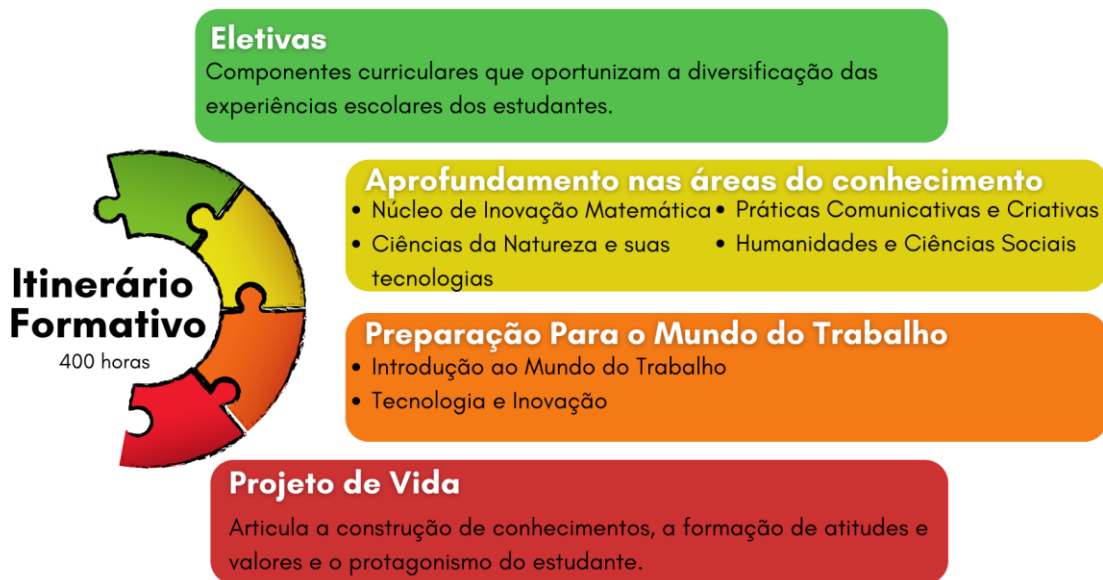 Eletivas
Componentes curriculares que oportunizam a diversificação das
experiências escolares dos estudantes.
Itinerário
Formativo
400 horas
Aprofundamento nas áreas do conhecimento
• Núcleo de Inovação Matemática
• Ciências da Natureza e suas
tecnologias
• Práticas Comunicativas e Criativas
• Humanidades e Ciências Sociais
Preparação Para o Mundo do Trabalho
• Introdução ao Mundo do Trabalho
• Tecnologia e Inovação
Projeto de Vida
Articula a construção de conhecimentos, a formação de atitudes e
valores e o protagonismo do estudante.